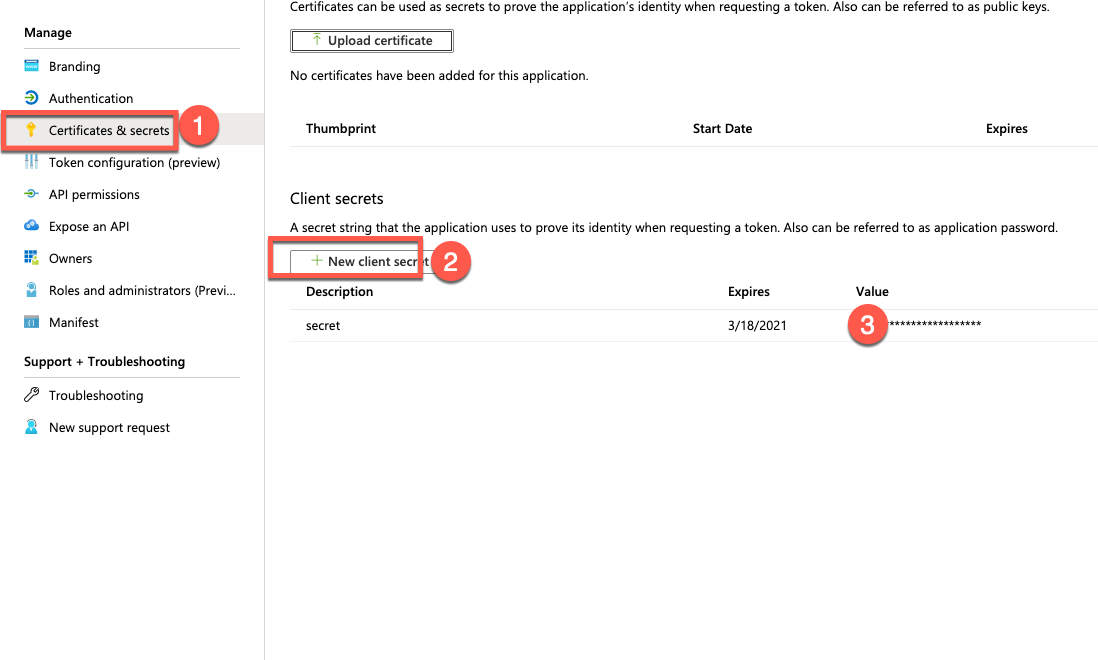 Manage
Branding
Authentication
Certificates & secrets
1
Token configuration (preview)
API permissions
Expose an API
Owners
Roles and administrators (Previ...
Manifest
Support + Troubleshooting
Troubleshooting
New support request
Certificates can be used as secrets to prove the application's identity when requesting a token. Also can be referred to as public keys.
Upload certificate
No certificates have been added for this application.
Thumbprint Start Date Expires
Client secrets
A secret string that the application uses to prove its identity when requesting a token. Also can be referred to as application password.
New client secret
2
Description Expires Value
secret 3/18/2021 3 ******************